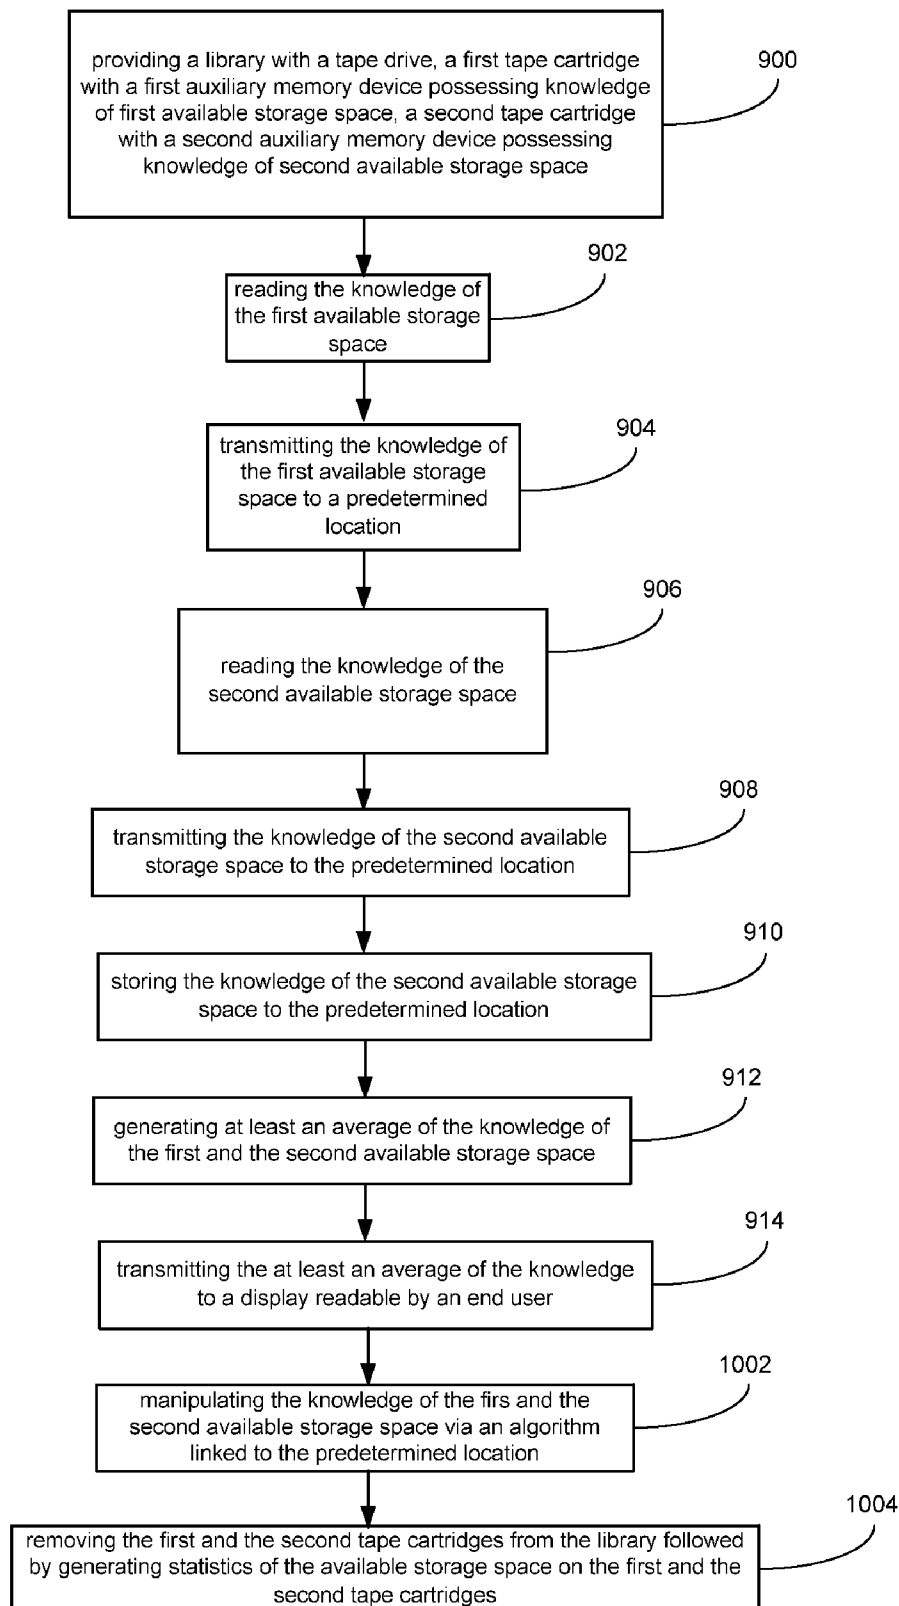 providing a library with a tape drive, a first tape cartridge
with a first auxiliary memory device possessing knowledge
of first available storage space, a second tape cartridge
with a second auxiliary memory device possessing
knowledge of second available storage space
900
902
reading the knowledge of
the first available storage
space
904
transmitting the knowledge of
the first available storage
space to a predetermined
location
906
reading the knowledge of the
second available storage space
908
transmitting the knowledge of the second available
storage space to the predetermined location
910
storing the knowledge of the second available storage
space to the predetermined location
912
generating at least an average of the knowledge of
the first and the second available storage space
914
transmitting the at least an average of the knowledge
to a display readable by an end user
1002
manipulating the knowledge of the firs and the
second available storage space via an algorithm
linked to the predetermined location
1004
removing the first and the second tape cartridges from the library followed
by generating statistics of the available storage space on the first and the
second tape cartridges